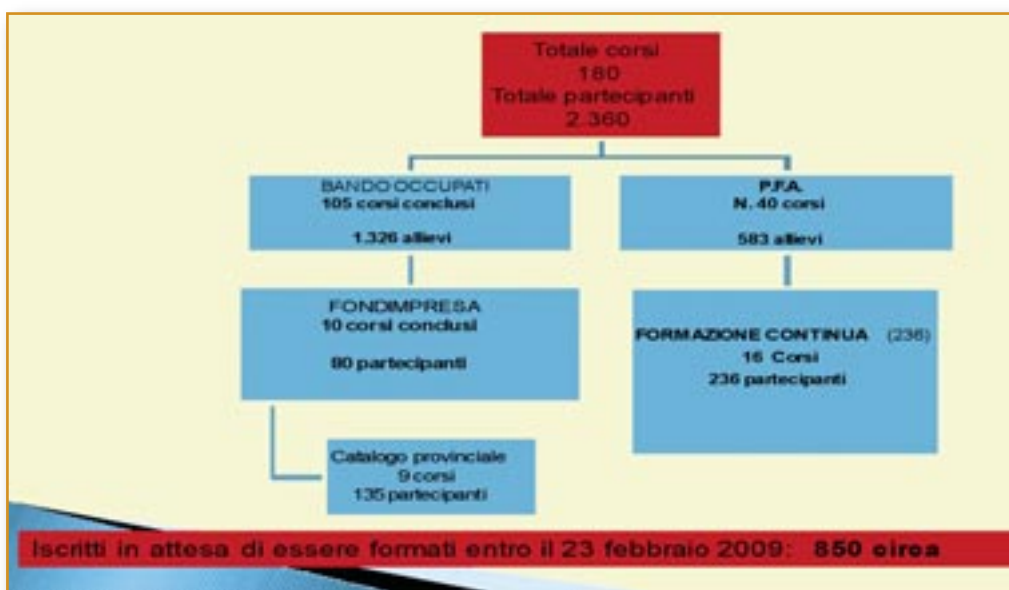 Totale corsi
180
Totale partecipanti
2.360
BANDO OCCUPATI
105 corsi conclusi
1.326 allievi
P.F.A.
N. 40 corsi
583 allievi
FONDIMPRESA
10 corsi conclusi
80 partecipanti
FORMAZIONE CONTINUA (236)
16 Corsi
236 partecipanti
Catalogo provinciale
9 corsi
135 partecipanti
Iscritti in attesa di essere formati entro il 23 febbraio 2009: 850 circa